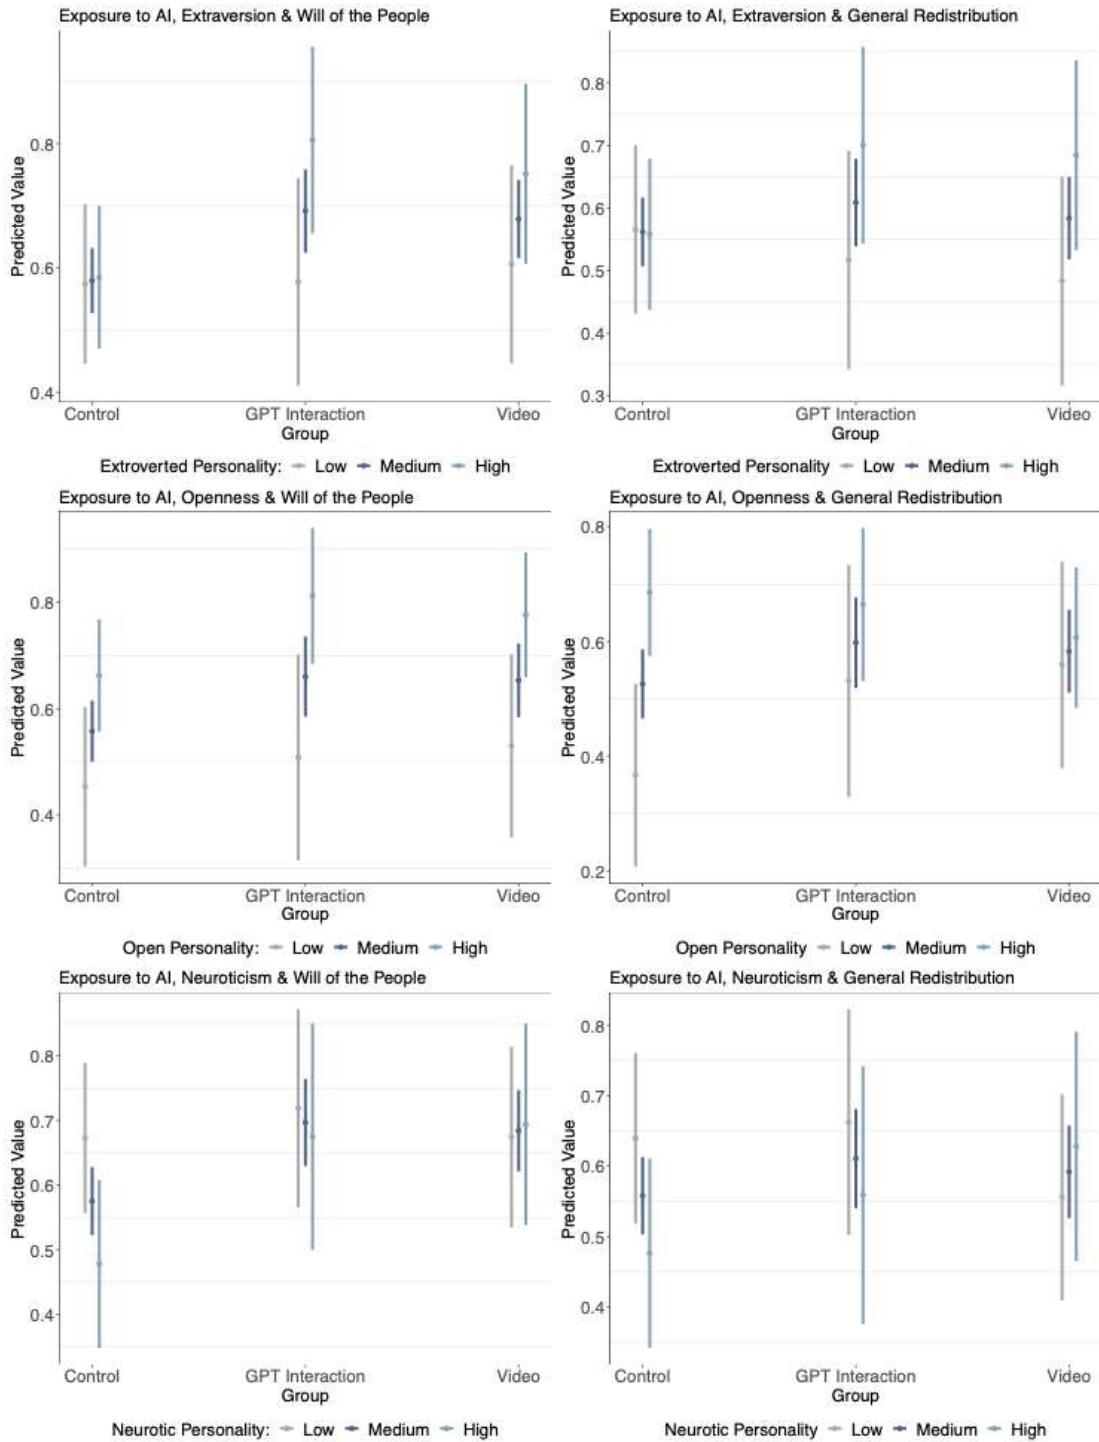 Exposure to AI, Extraversion & Will of the People
Predicted Value
0.8
0.6
0.4
Control GPT Interaction Video
Group
Extroverted Personality: Low Medium High
Exposure to AI, Extraversion & General Redistribution
Predicted Value
0.8
0.7
0.6
0.5
0.4
0.3
Control GPT Interaction Video
Group
Extroverted Personality Low Medium High
Exposure to AI, Openness & Will of the People
Predicted Value
0.8
0.6
0.4
Control GPT Interaction Video
Group
Open Personality: Low Medium High
Exposure to AI, Openness & General Redistribution
Predicted Value
0.8
0.6
0.4
0.2
Control GPT Interaction Video
Group
Open Personality Low Medium High
Exposure to AI, Neuroticism & Will of the People
Predicted Value
0.8
0.7
0.6
0.5
0.4
Control GPT Interaction Video
Group
Neurotic Personality: Low Medium High
Exposure to AI, Neuroticism & General Redistribution
Predicted Value
0.8
0.7
0.6
0.5
0.4
Control GPT Interaction Video
Group
Neurotic Personality Low Medium High